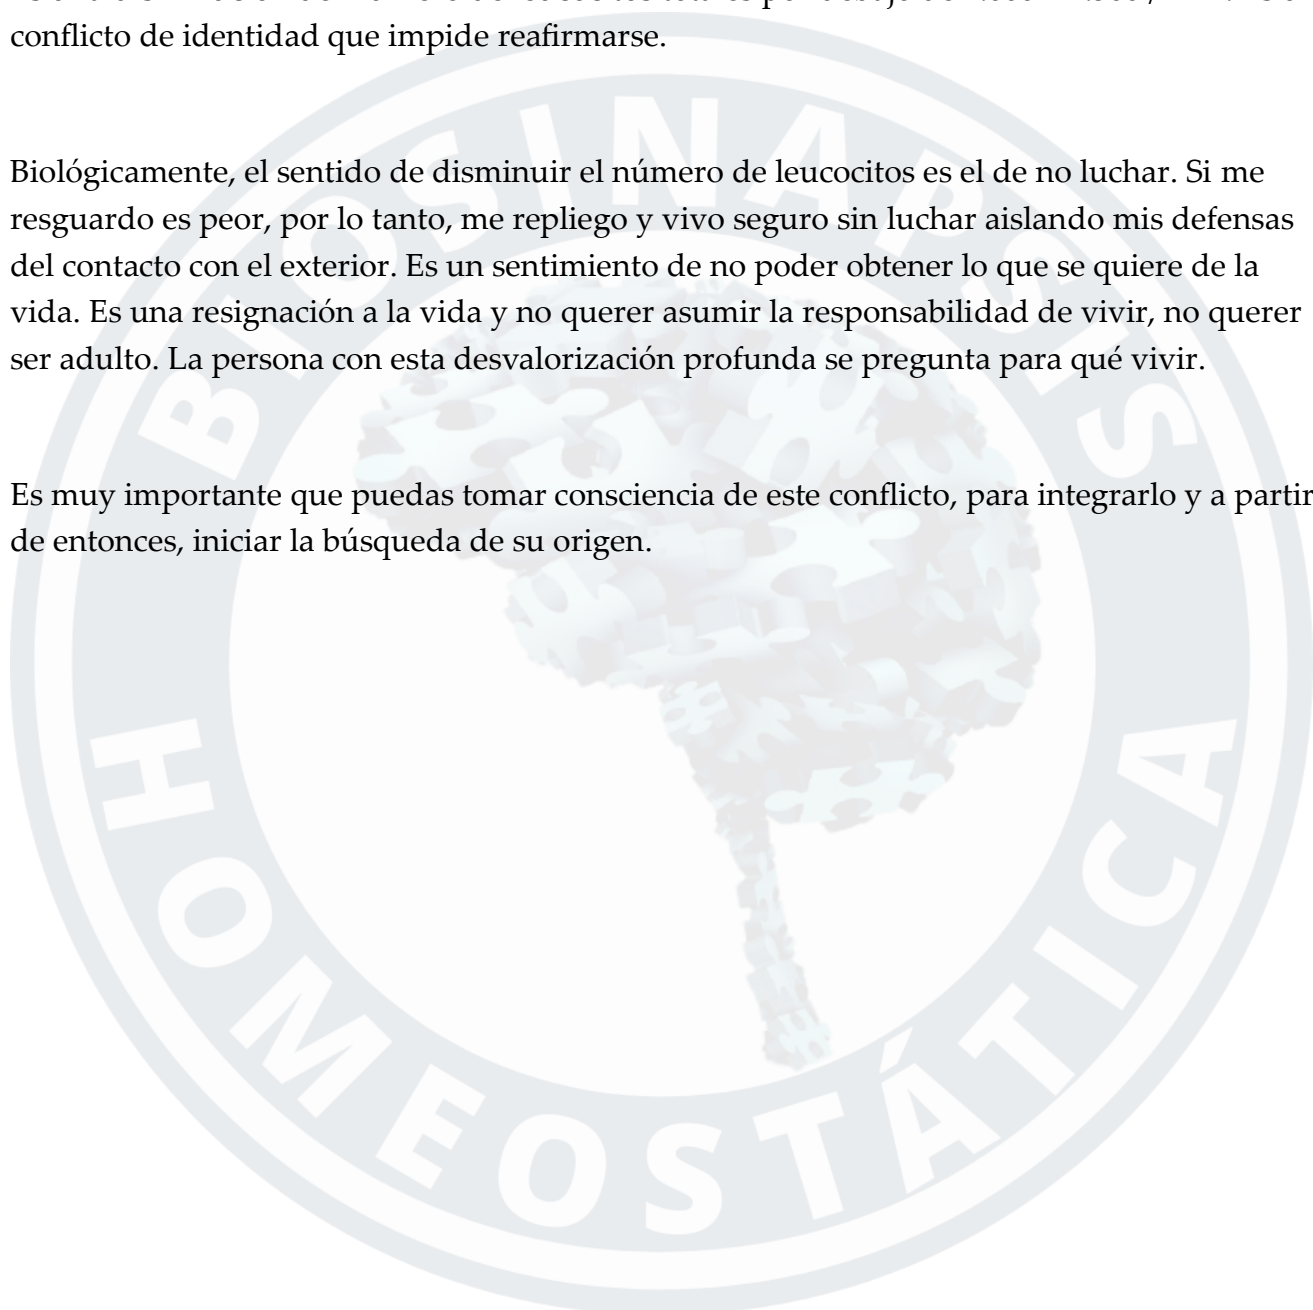 conflicto de identidad que impide reafirmarse.
Biológicamente, el sentido de disminuir el número de leucocitos es el de no luchar. Si me
resguardo es peor, por lo tanto, me repliego y vivo seguro sin luchar aislando mis defensas
del contacto con el exterior. Es un sentimiento de no poder obtener lo que se quiere de la
vida. Es una resignación a la vida y no querer asumir la responsabilidad de vivir, no querer
ser adulto. La persona con esta desvalorización profunda se pregunta para qué vivir.
Es muy importante que puedas tomar consciencia de este conflicto, para integrarlo y a partir
de entonces, iniciar la búsqueda de su origen.
BIOSINAPSIS
HOMEOSTÁTICA